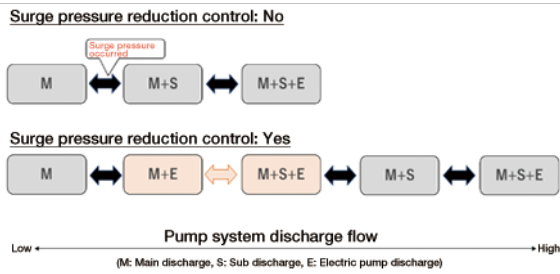 Surge pressure reduction control: No
Surge pressure
occurred
M M+S M+S+E
Surge pressure reduction control: Yes
M M+E M+S+E M+S M+S+E
Pump system discharge flow
Low High
(M: Main discharge, S: Sub discharge, E: Electric pump discharge)